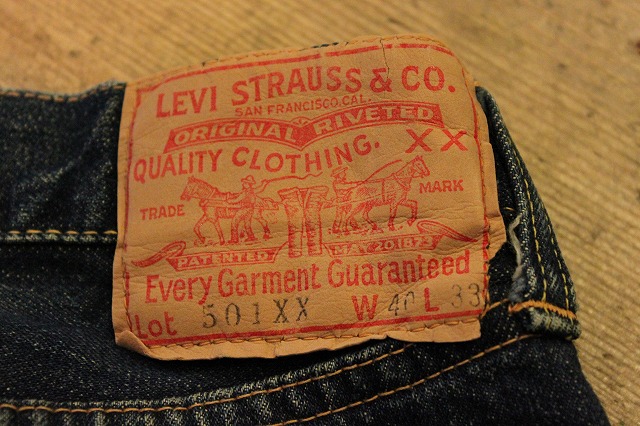 LEVI STRAUSS & CO.
SAN FRANCISCO, CAL.
ORIGINAL RIVETED
QUALITY CLOTHING. XX
TRADE MARK
PATENTED MAY 20 1873
Every Garment Guaranteed
Lot 501XX W 40 L 33